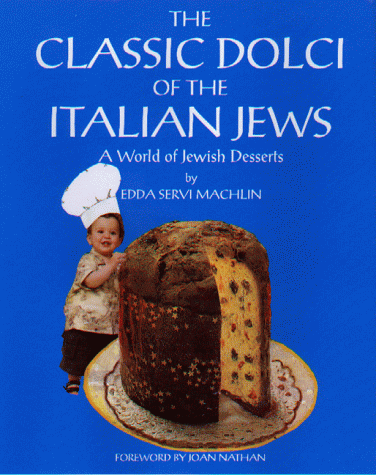 THE
CLASSIC DOLCI
OF THE
ITALIAN JEWS
A World of Jewish Desserts
by
EDDA SERVI MACHLIN
FOREWORD BY JOAN NATHAN